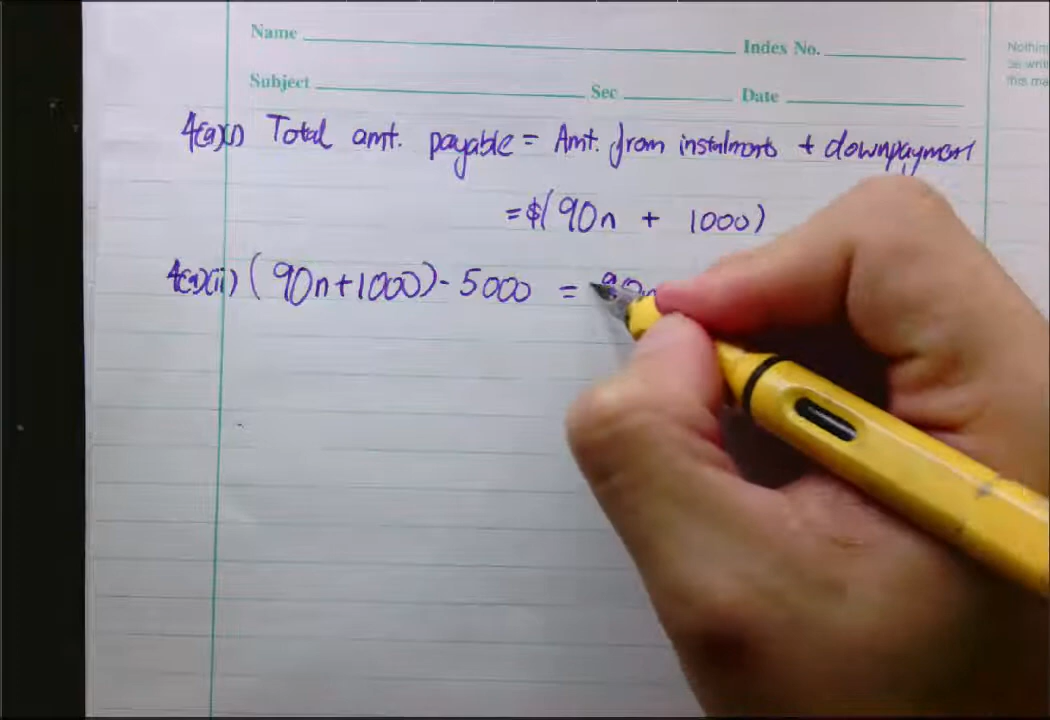 Name
Index No.
Subject
Sec
Date
4(a)(i) Total amt. payable = Amt. from instalments + downpayment
= $(90n + 1000)
4(a)(ii) (90n+1000) - 5000 = 90n